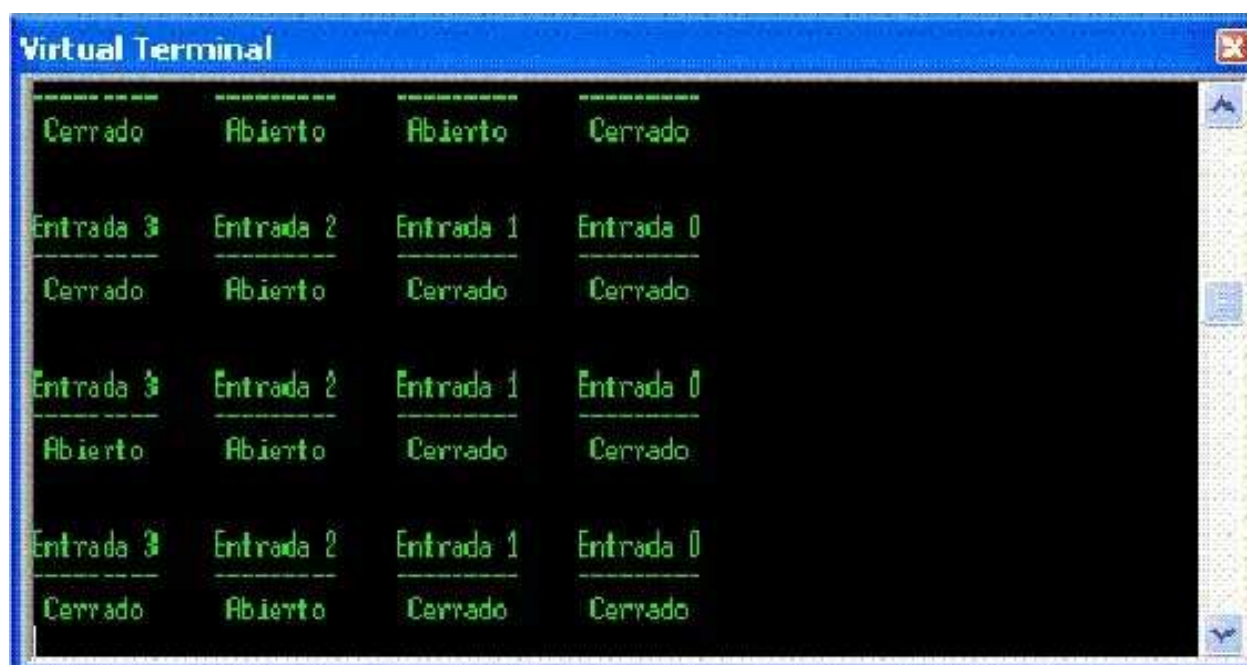 Virtual Terminal
--------- --------- --------- ---------
Cerrado Abierto Abierto Cerrado
Entrada 3 Entrada 2 Entrada 1 Entrada 0
--------- --------- --------- ---------
Cerrado Abierto Cerrado Cerrado
Entrada 3 Entrada 2 Entrada 1 Entrada 0
--------- --------- --------- ---------
Abierto Abierto Cerrado Cerrado
Entrada 3 Entrada 2 Entrada 1 Entrada 0
--------- --------- --------- ---------
Cerrado Abierto Cerrado Cerrado